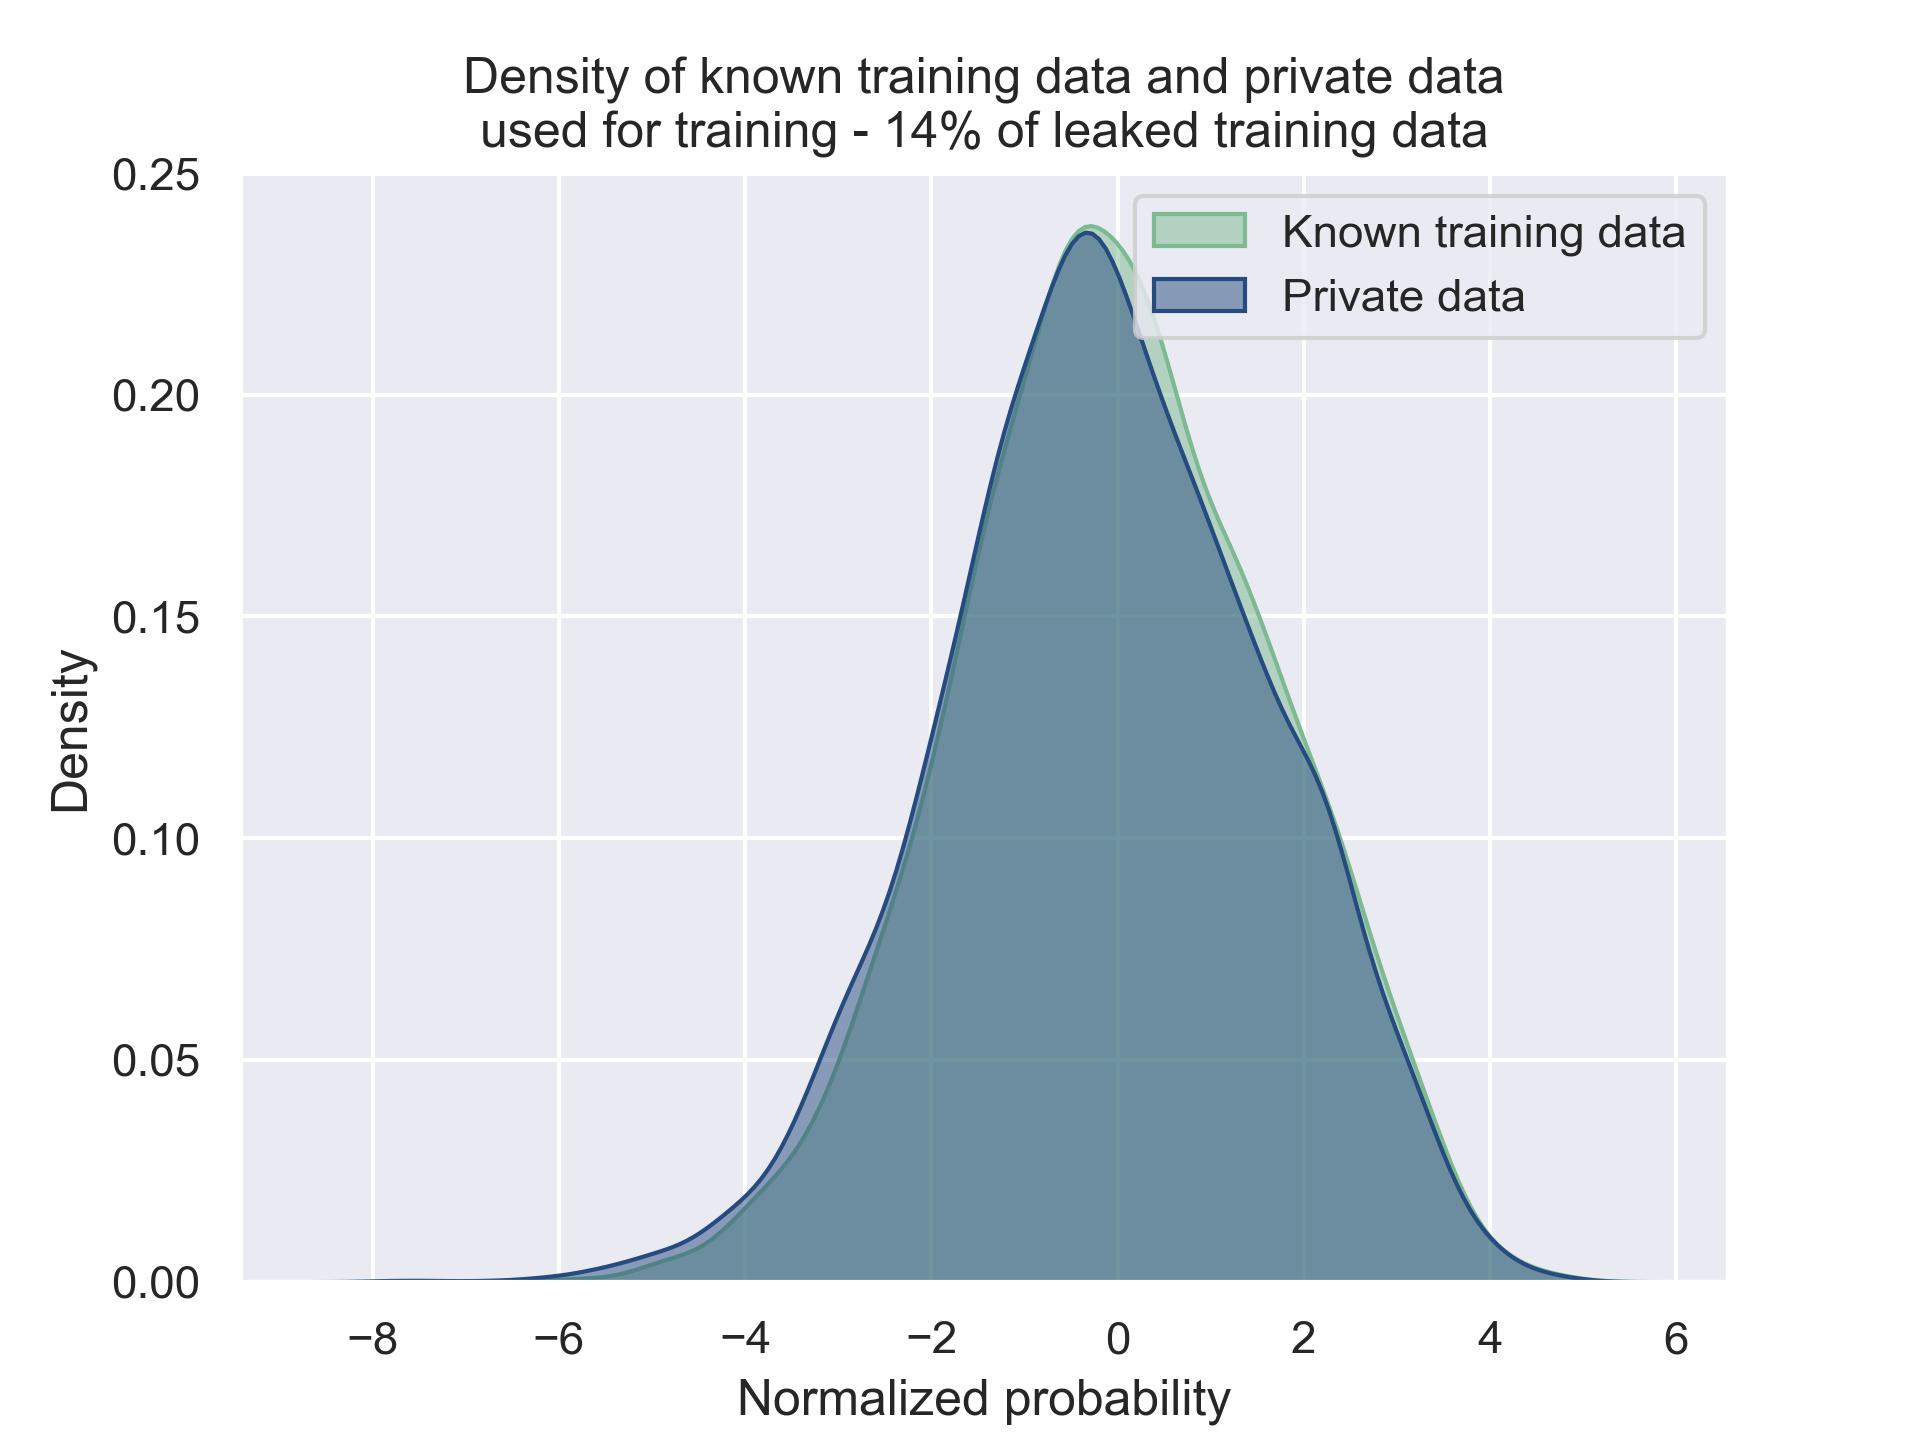 Density of known training data and private data
used for training - 14% of leaked training data
0.25
Known training data
Private data
0.20
0.15
Density
0.10
0.05
0.00
−8 −6 −4 −2 0 2 4 6
Normalized probability